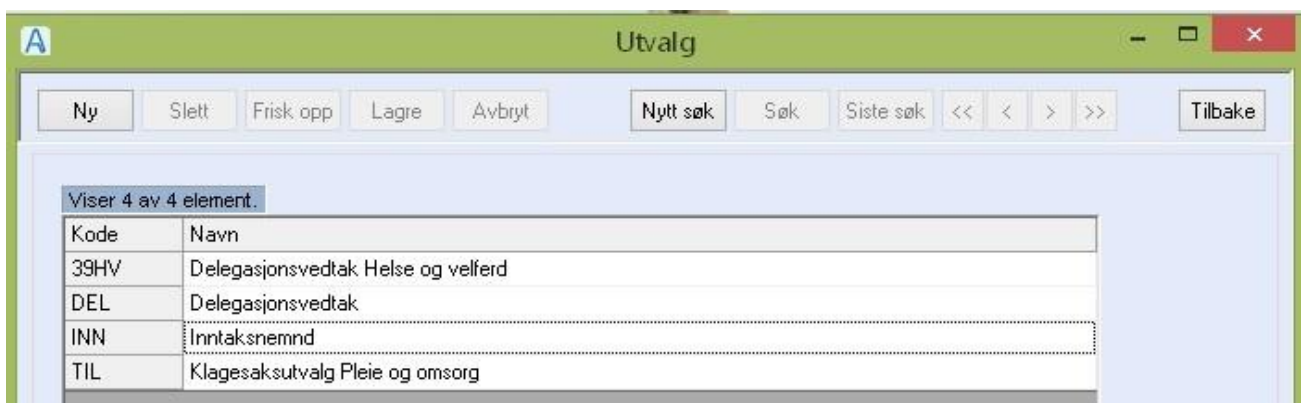 Utvalg
Ny Slett Frisk opp Lagre Avbryt Nytt søk Søk Siste søk << < > >> Tilbake
Viser 4 av 4 element.
Kode Navn
39HV Delegasjonsvedtak Helse og velferd
DEL Delegasjonsvedtak
INN Inntaksnemnd
TIL Klagesaksutvalg Pleie og omsorg